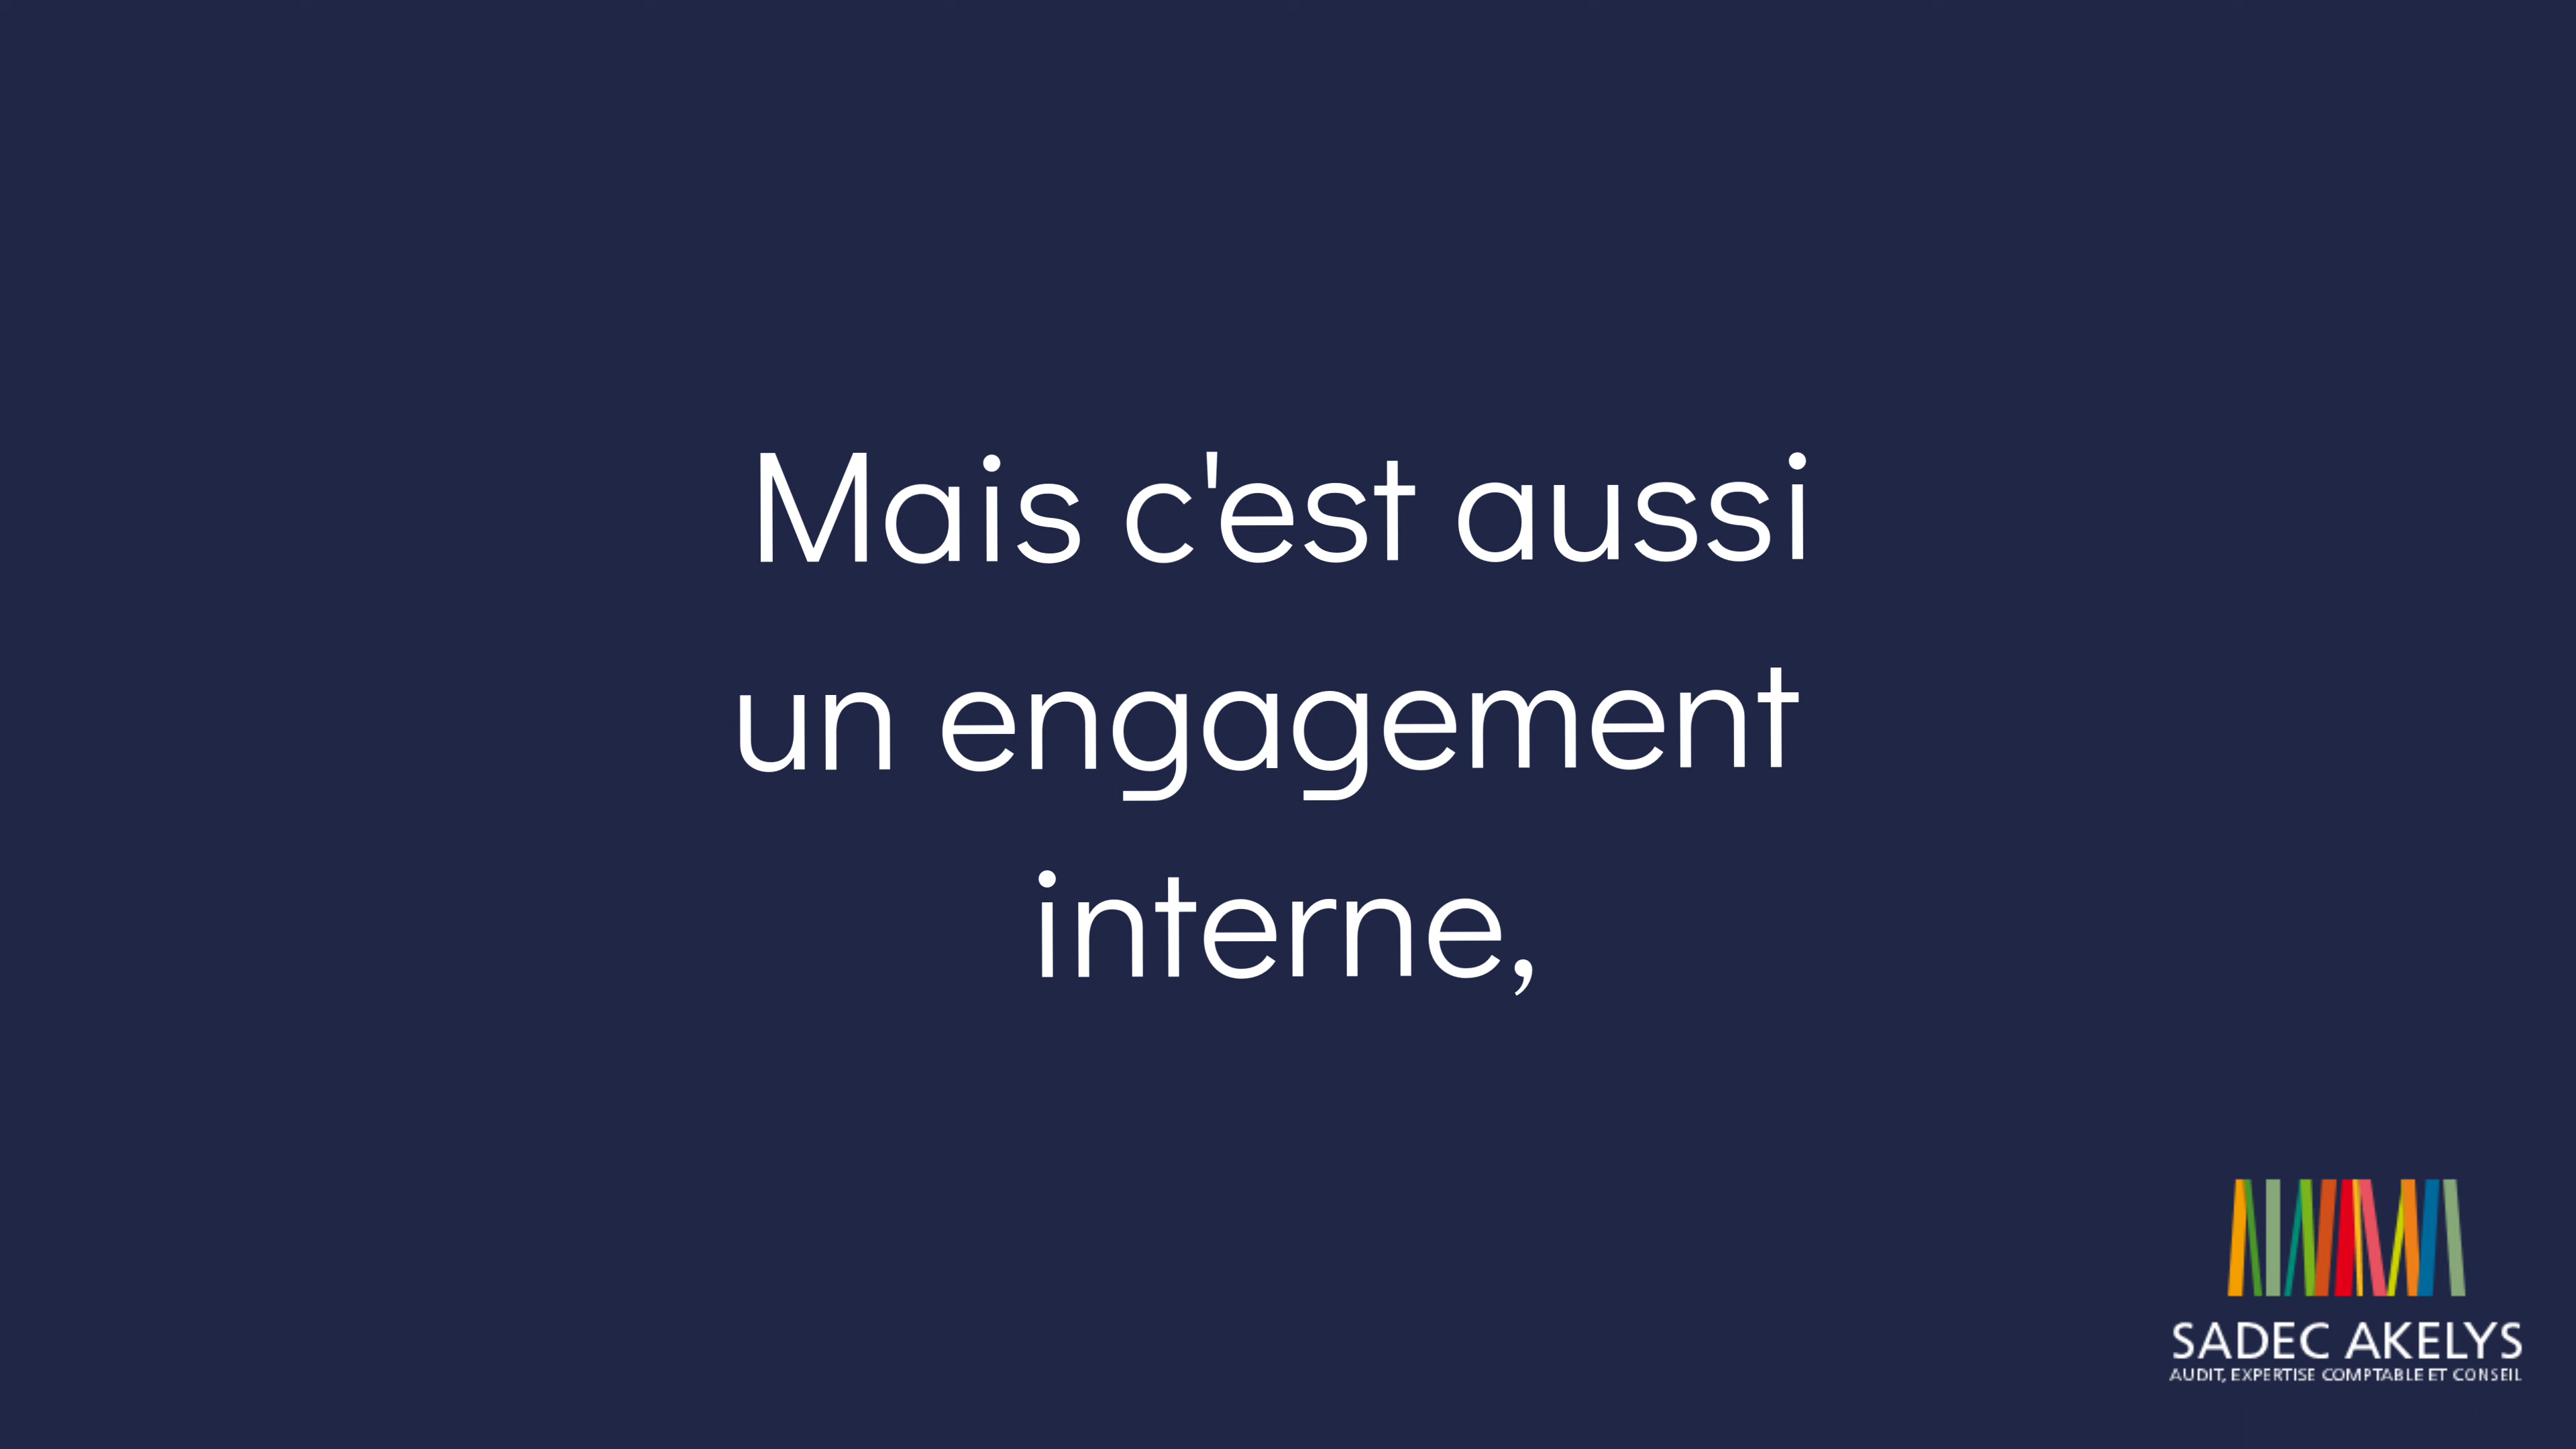 Mais c'est aussi
un engagement
interne,
SADEC AKELYS
AUDIT, EXPERTISE COMPTABLE ET CONSEIL